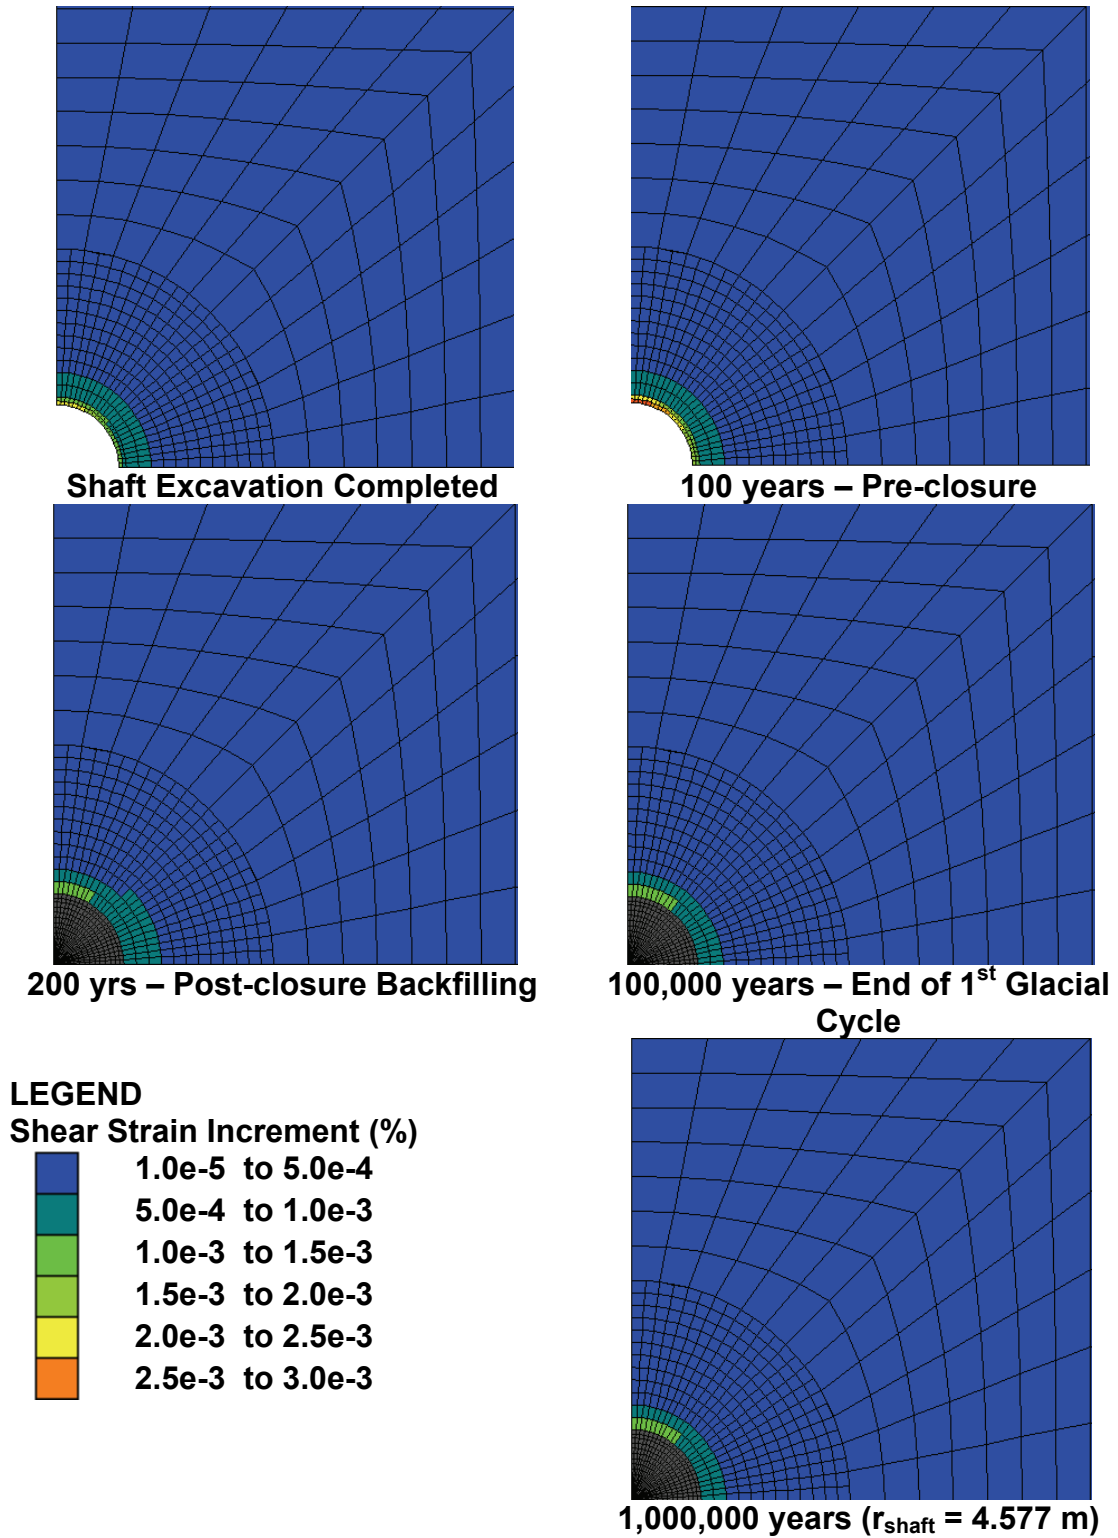 Shaft Excavation Completed
100 years – Pre-closure
200 yrs – Post-closure Backfilling
100,000 years – End of 1st Glacial
Cycle
LEGEND
Shear Strain Increment (%)
1.0e-5 to 5.0e-4
5.0e-4 to 1.0e-3
1.0e-3 to 1.5e-3
1.5e-3 to 2.0e-3
2.0e-3 to 2.5e-3
2.5e-3 to 3.0e-3
1,000,000 years (rshaft = 4.577 m)